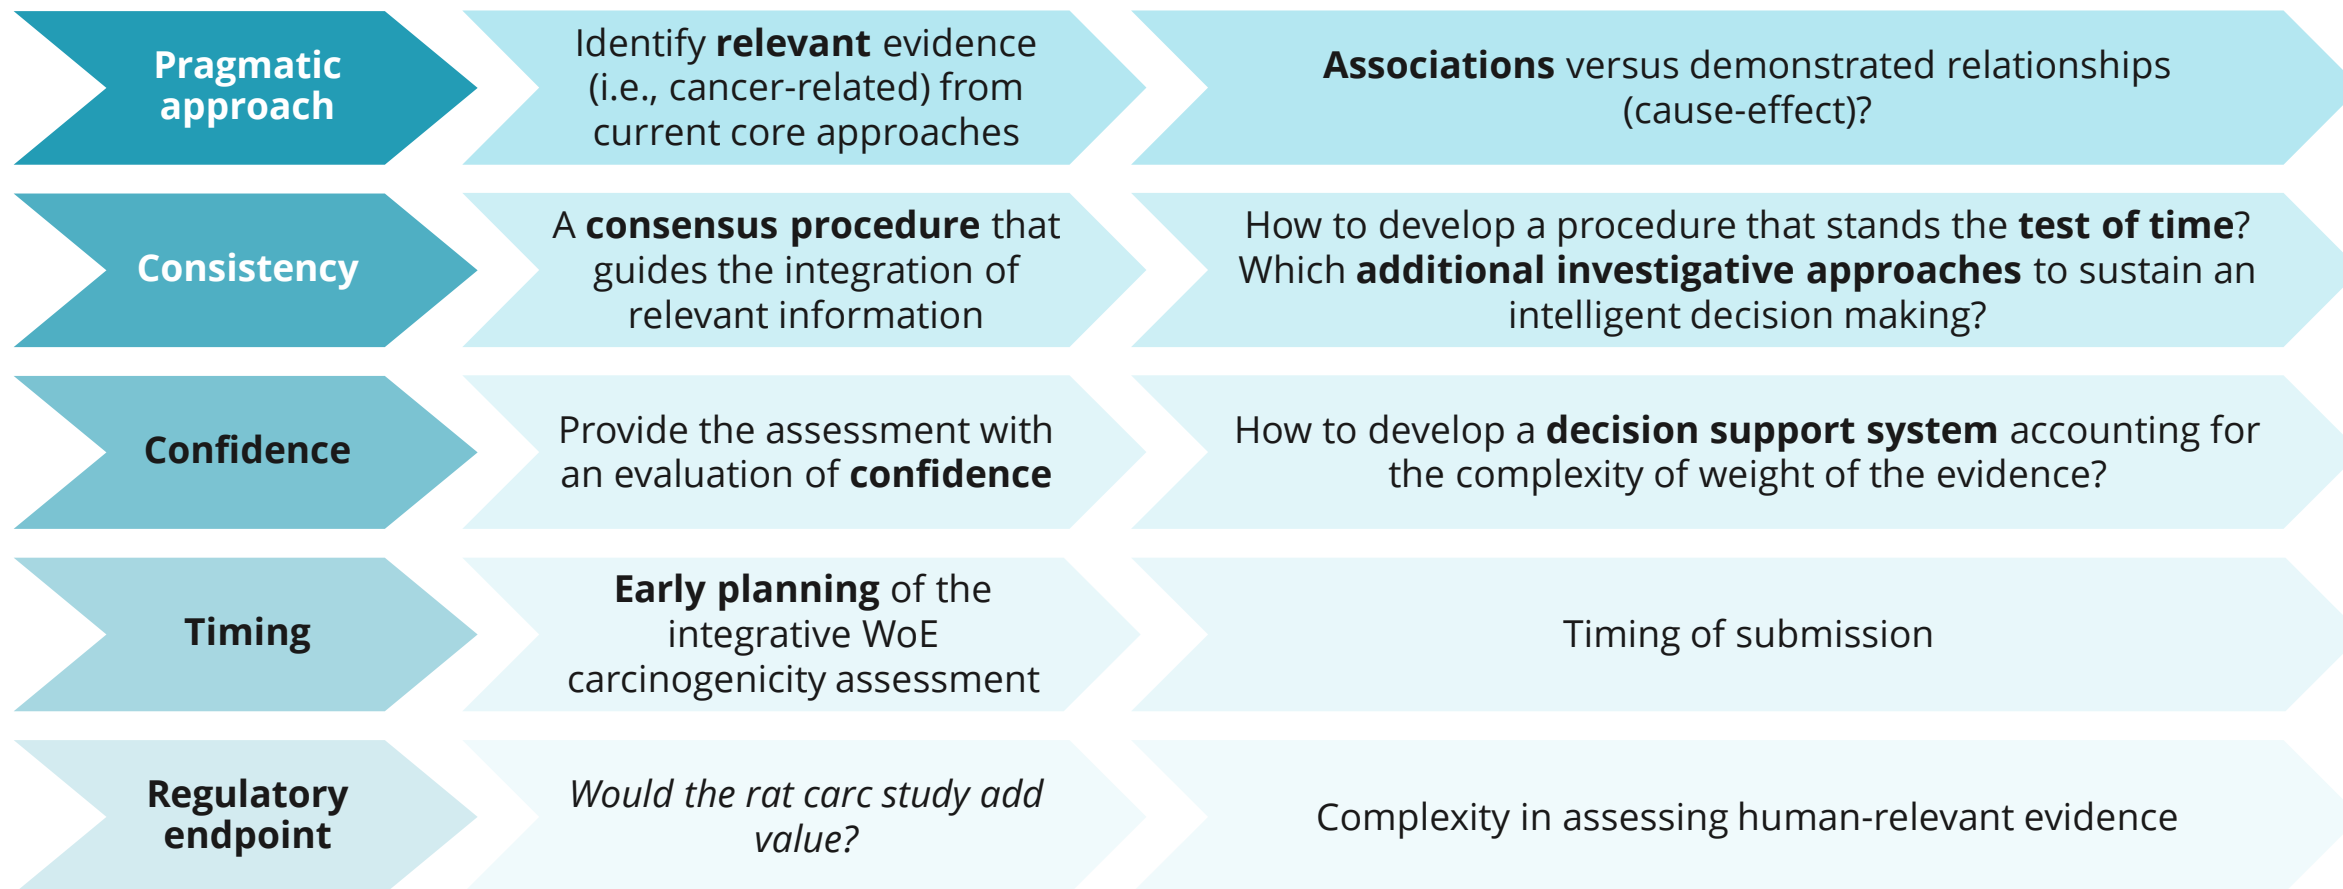 Pragmatic
approach
Identify relevant evidence
(i.e., cancer-related) from
current core approaches
Associations versus demonstrated relationships
(cause-effect)?
Consistency
A consensus procedure that
guides the integration of
relevant information
How to develop a procedure that stands the test of time?
Which additional investigative approaches to sustain an
intelligent decision making?
Confidence
Provide the assessment with
an evaluation of confidence
How to develop a decision support system accounting for
the complexity of weight of the evidence?
Timing
Early planning of the
integrative WoE
carcinogenicity assessment
Timing of submission
Regulatory
endpoint
Would the rat carc study add
value?
Complexity in assessing human-relevant evidence